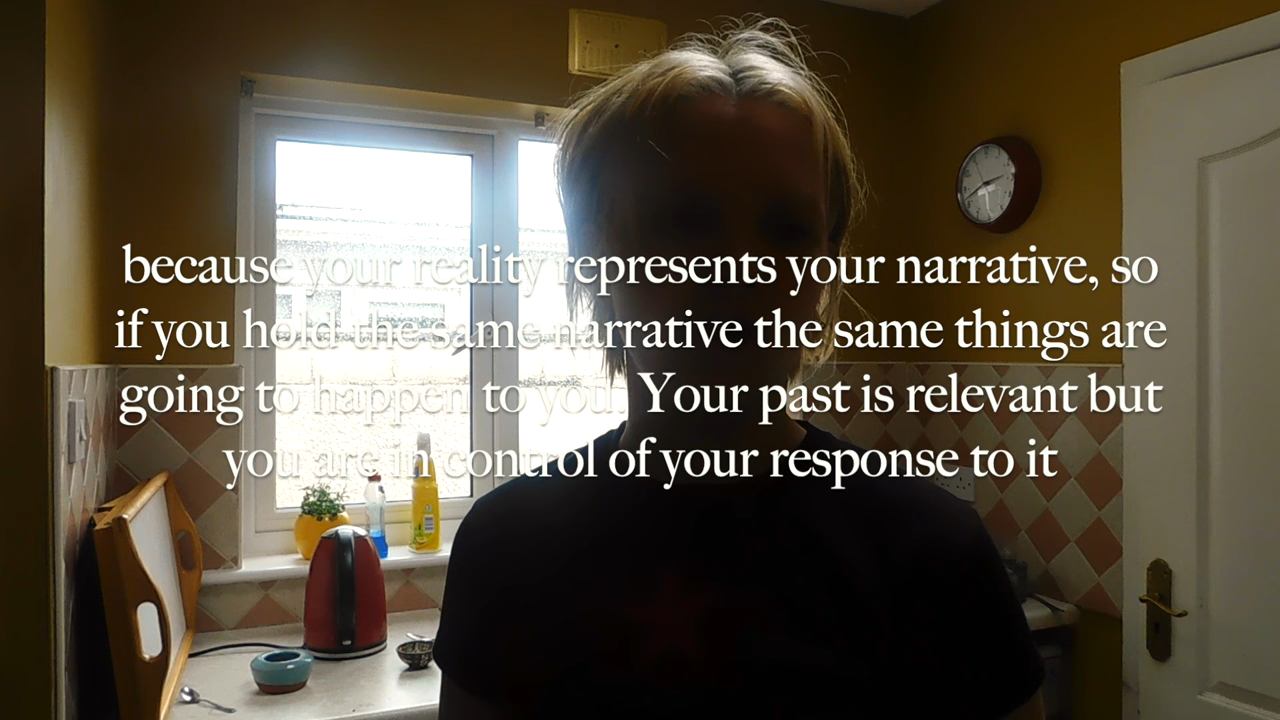 because your reality represents your narrative, so
if you hold the same narrative the same things are
going to happen to you. Your past is relevant but
you are in control of your response to it